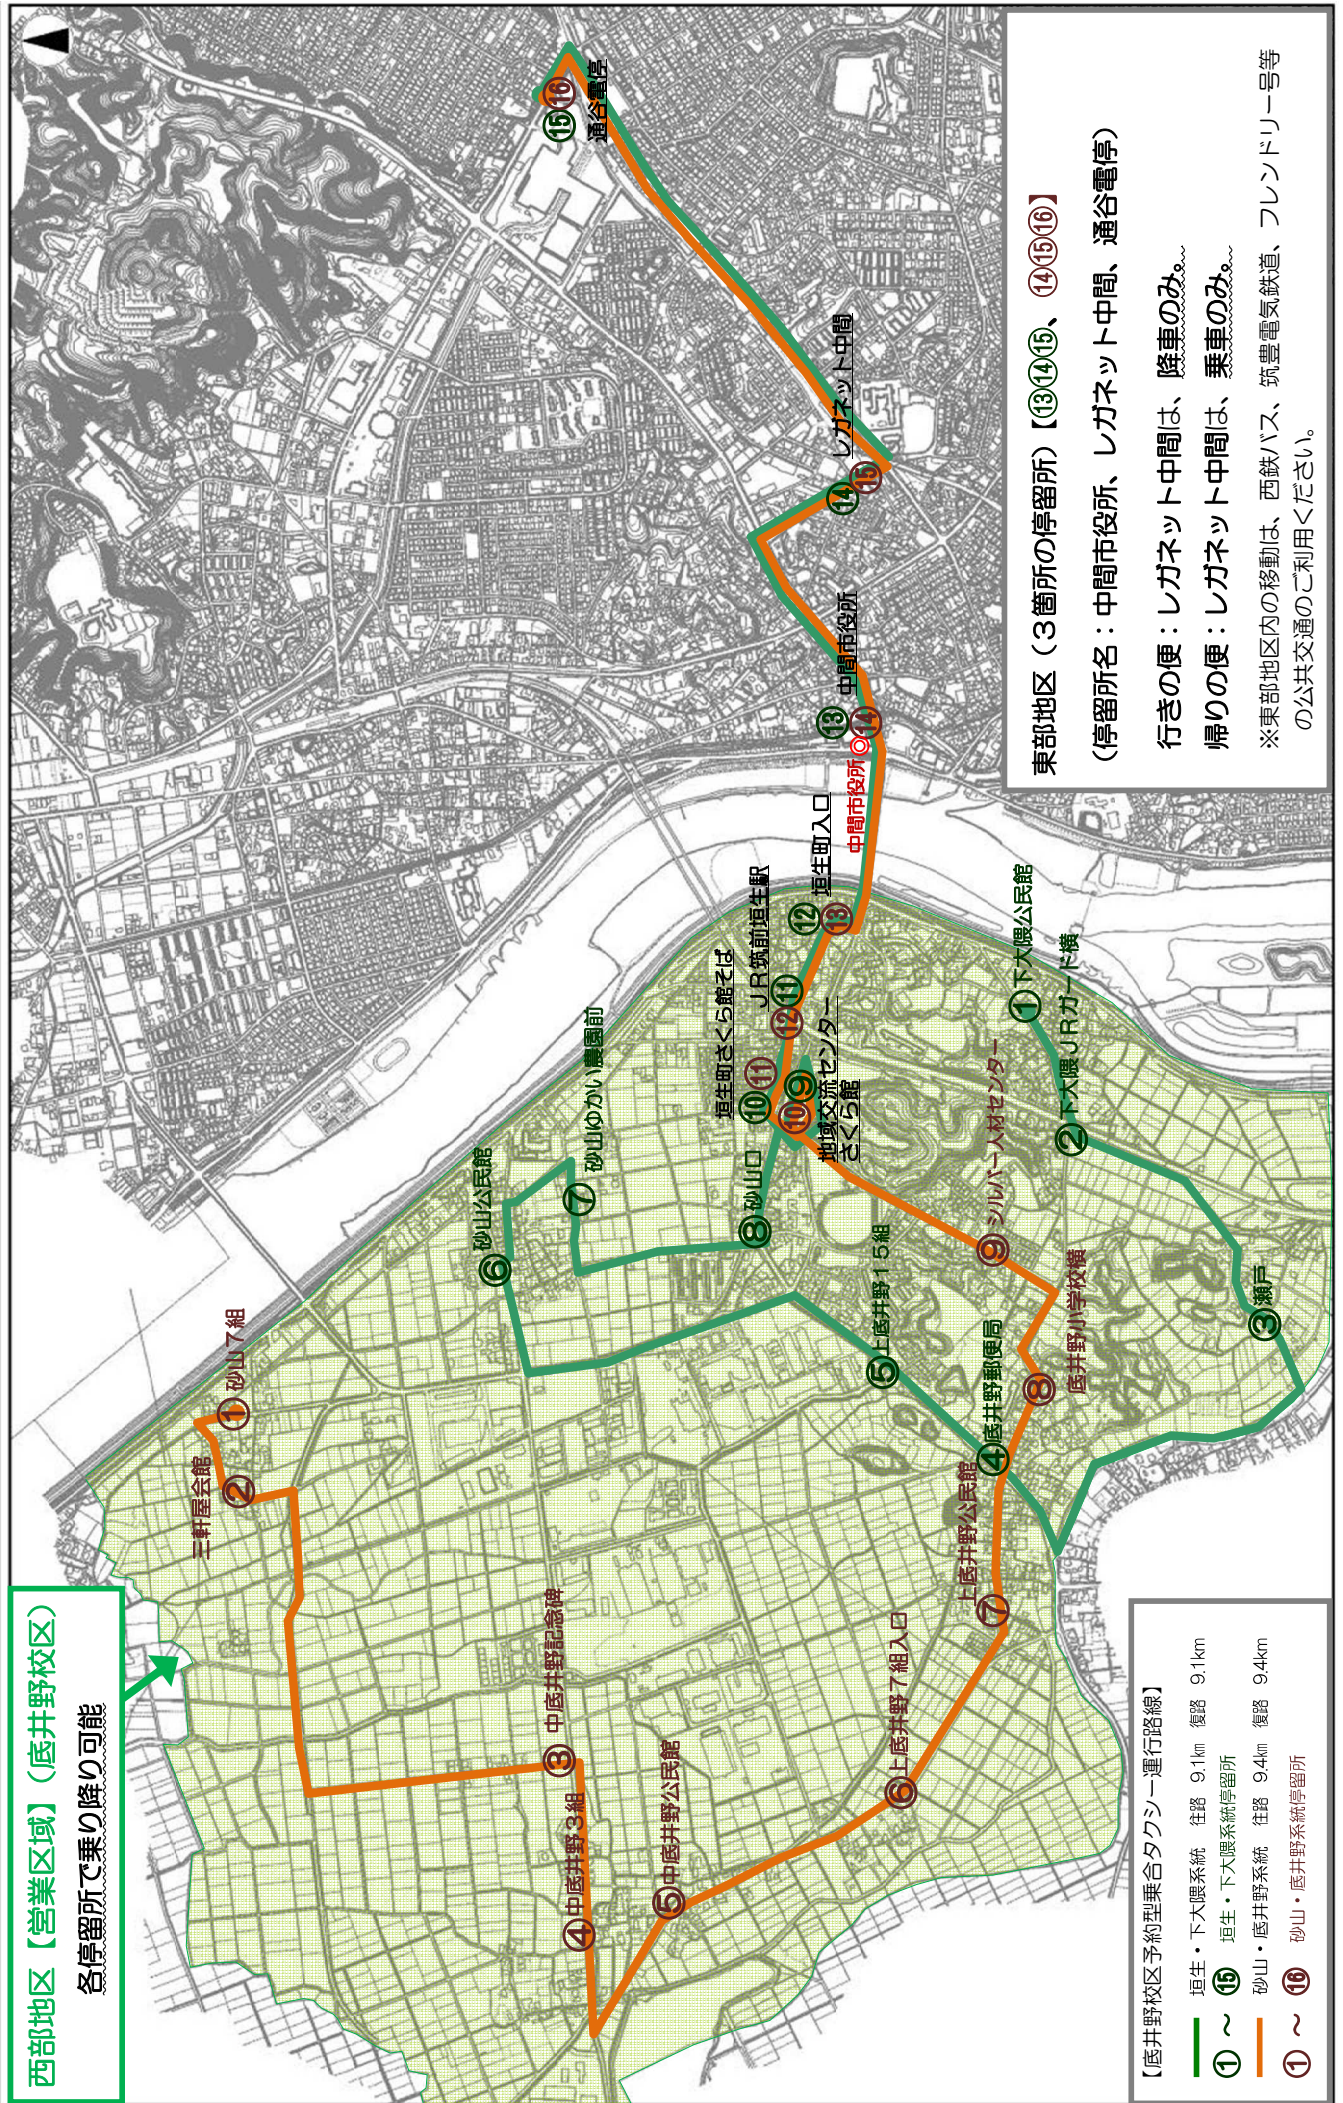 西部地区【営業区域】（底井野校区）
各停留所で乗り降り可能
① 砂山７組
② 三軒屋会館
③ 中底井野記念碑
④ 中底井野３組
⑤ 中底井野公民館
⑥ 上底井野７組入口
⑦ 上底井野公民館
⑧ 底井野小学校横
⑨ シルバー人材センター
① 下大隈公民館
② 下大隈ＪＲガード横
③ 瀬戸
④ 底井野郵便局
⑤ 上底井野１５組
⑥ 砂山公民館
⑦ 砂山ゆかい農園前
⑧ 砂山口
⑨ ⑩
地域交流センター
さくら館
⑩ ⑪ 垣生町さくら館そば
⑪ ⑫ ＪＲ筑前垣生駅
⑫ ⑬ 垣生町入口
中間市役所◎
⑬ ⑭ 中間市役所
⑭ ⑮ レガネット中間
⑮ ⑯ 通谷電停
【底井野校区予約型乗合タクシー運行路線】
垣生・下大隈系統　往路　9.1㎞　復路　9.1km
①～⑮　垣生・下大隈系統停留所
砂山・底井野系統　往路　9.4㎞　復路　9.4km
①～⑯　砂山・底井野系統停留所
東部地区（３箇所の停留所）【⑬⑭⑮、⑭⑮⑯】
（停留所名：中間市役所、レガネット中間、通谷電停）
行きの便：レガネット中間は、降車のみ。
帰りの便：レガネット中間は、乗車のみ。
※東部地区内の移動は、西鉄バス、筑豊電気鉄道、フレンドリー号等
の公共交通のご利用ください。